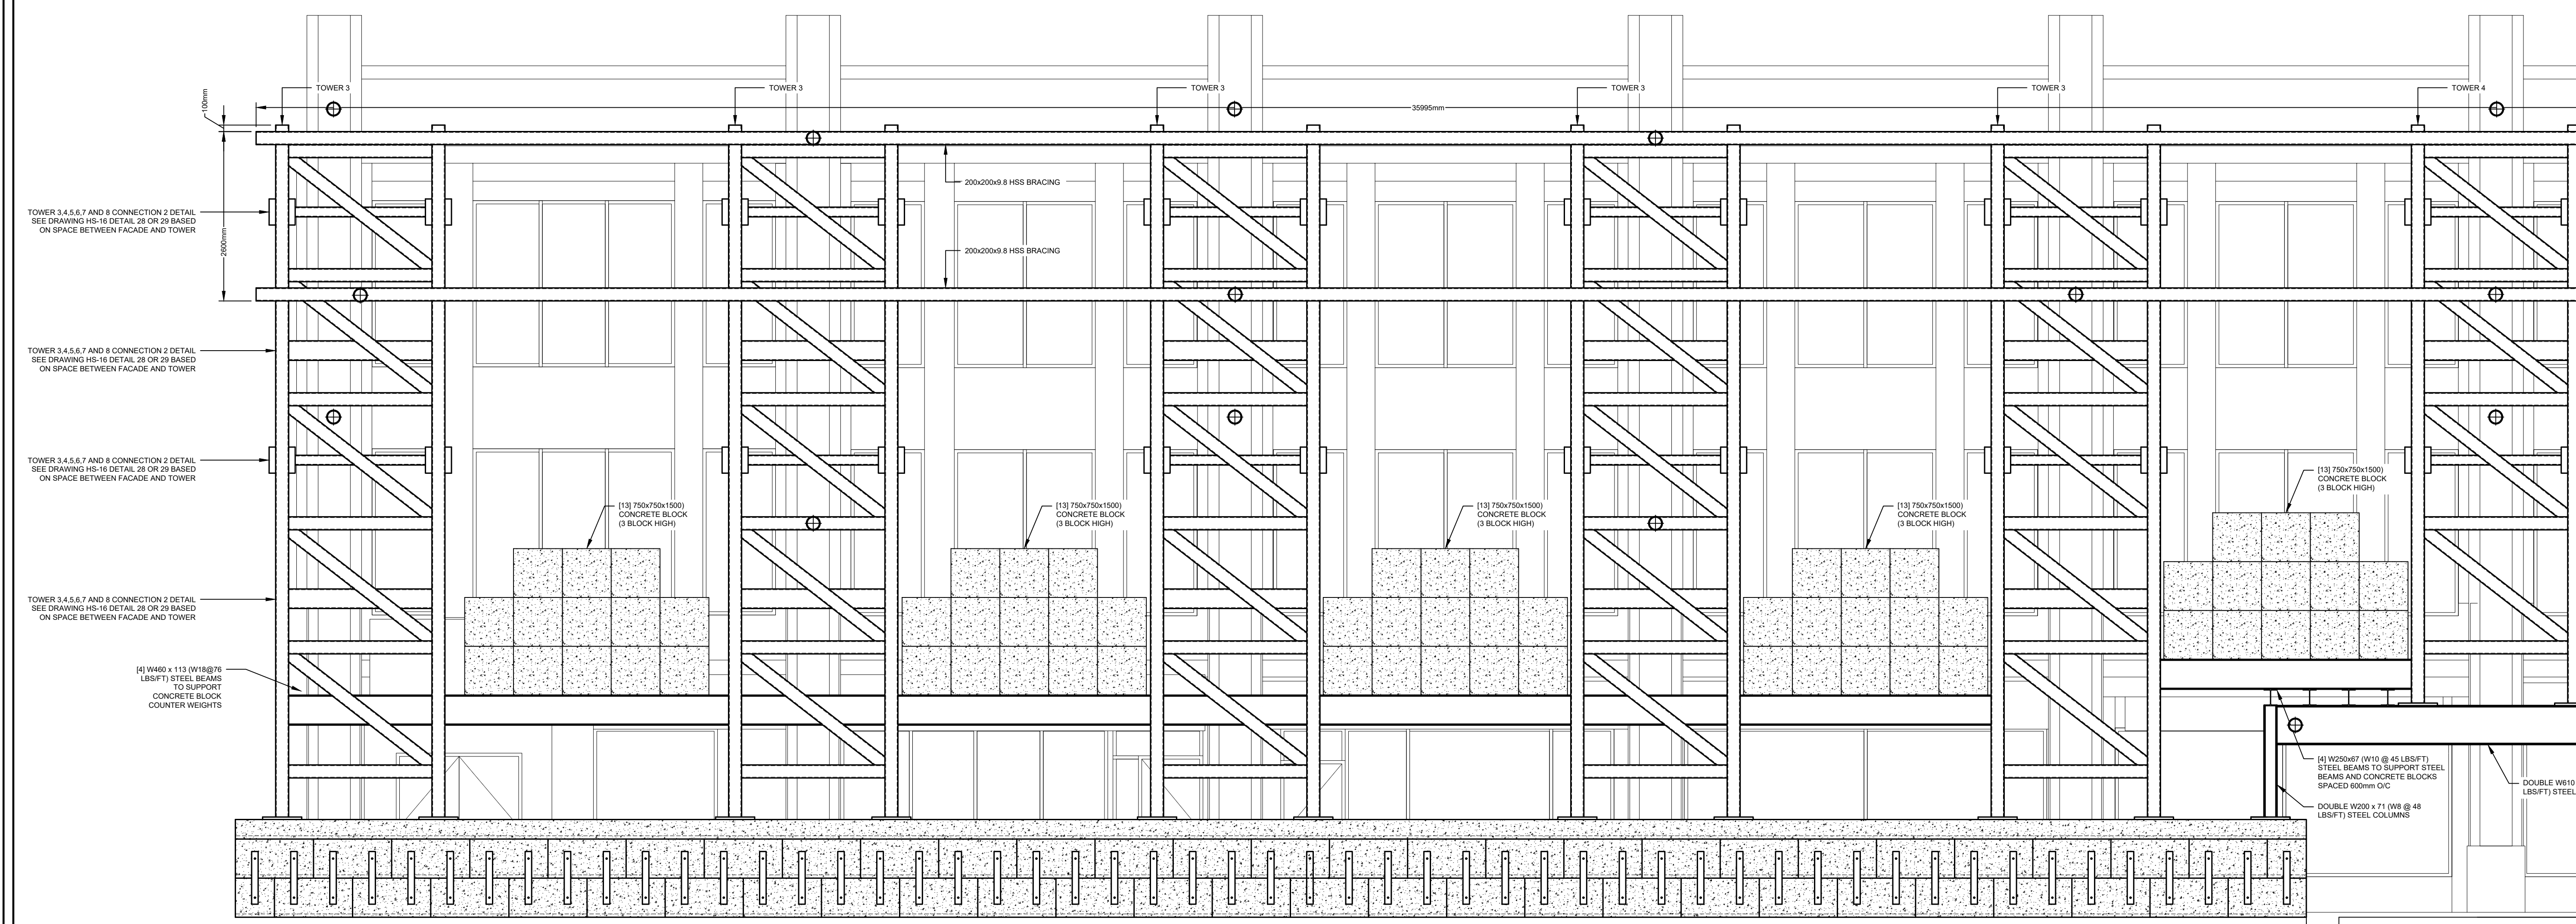 TOWER 3
TOWER 3
TOWER 3
TOWER 3
TOWER 3
TOWER 4
100mm
35995mm
2600mm
200x200x9.8 HSS BRACING
200x200x9.8 HSS BRACING
TOWER 3,4,5,6,7 AND 8 CONNECTION 2 DETAIL
SEE DRAWING HS-16 DETAIL 28 OR 29 BASED
ON SPACE BETWEEN FACADE AND TOWER
TOWER 3,4,5,6,7 AND 8 CONNECTION 2 DETAIL
SEE DRAWING HS-16 DETAIL 28 OR 29 BASED
ON SPACE BETWEEN FACADE AND TOWER
TOWER 3,4,5,6,7 AND 8 CONNECTION 2 DETAIL
SEE DRAWING HS-16 DETAIL 28 OR 29 BASED
ON SPACE BETWEEN FACADE AND TOWER
TOWER 3,4,5,6,7 AND 8 CONNECTION 2 DETAIL
SEE DRAWING HS-16 DETAIL 28 OR 29 BASED
ON SPACE BETWEEN FACADE AND TOWER
[4] W460 x 113 (W18@76
LBS/FT) STEEL BEAMS
TO SUPPORT
CONCRETE BLOCK
COUNTER WEIGHTS
[13] 750x750x1500)
CONCRETE BLOCK
(3 BLOCK HIGH)
[13] 750x750x1500)
CONCRETE BLOCK
(3 BLOCK HIGH)
[13] 750x750x1500)
CONCRETE BLOCK
(3 BLOCK HIGH)
[13] 750x750x1500)
CONCRETE BLOCK
(3 BLOCK HIGH)
[13] 750x750x1500)
CONCRETE BLOCK
(3 BLOCK HIGH)
[4] W250x67 (W10 @ 45 LBS/FT)
STEEL BEAMS TO SUPPORT STEEL
BEAMS AND CONCRETE BLOCKS
SPACED 600mm O/C
DOUBLE W200 x 71 (W8 @ 48
LBS/FT) STEEL COLUMNS
DOUBLE W610
LBS/FT) STEEL